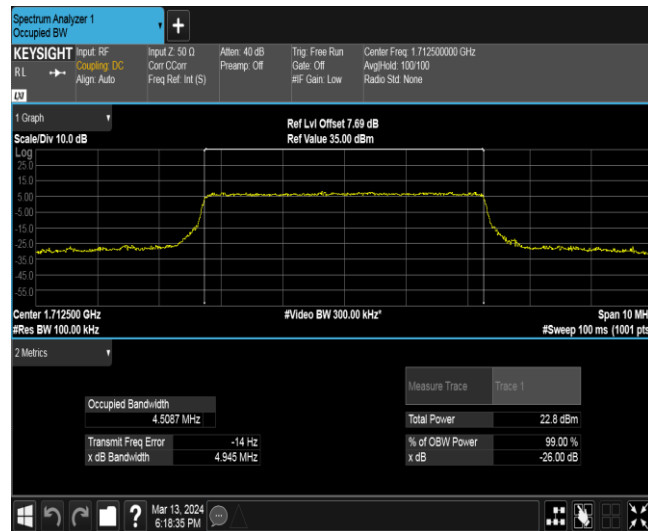 Spectrum Analyzer 1
Occupied BW
+
KEYSIGHT
RL
LXI
Input: RF
Coupling: DC
Align: Auto
Input Z: 50 Ω
Corr CCorr
Freq Ref: Int (S)
Atten: 40 dB
Preamp: Off
Trig: Free Run
Gate: Off
#IF Gain: Low
Center Freq: 1.712500000 GHz
Avg|Hold: 100/100
Radio Std: None
1 Graph
Scale/Div 10.0 dB
Ref Lvl Offset 7.69 dB
Ref Value 35.00 dBm
Log
25.0
15.0
5.00
-5.00
-15.0
-25.0
-35.0
-45.0
-55.0
Center 1.712500 GHz
#Video BW 300.00 kHz*
Span 10 MH
#Res BW 100.00 kHz
#Sweep 100 ms (1001 pts
2 Metrics
Measure Trace
Trace 1
Occupied Bandwidth
4.5087 MHz
Total Power 22.8 dBm
Transmit Freq Error -14 Hz
% of OBW Power 99.00 %
x dB Bandwidth 4.945 MHz
x dB -26.00 dB
?
Mar 13, 2024
6:18:35 PM